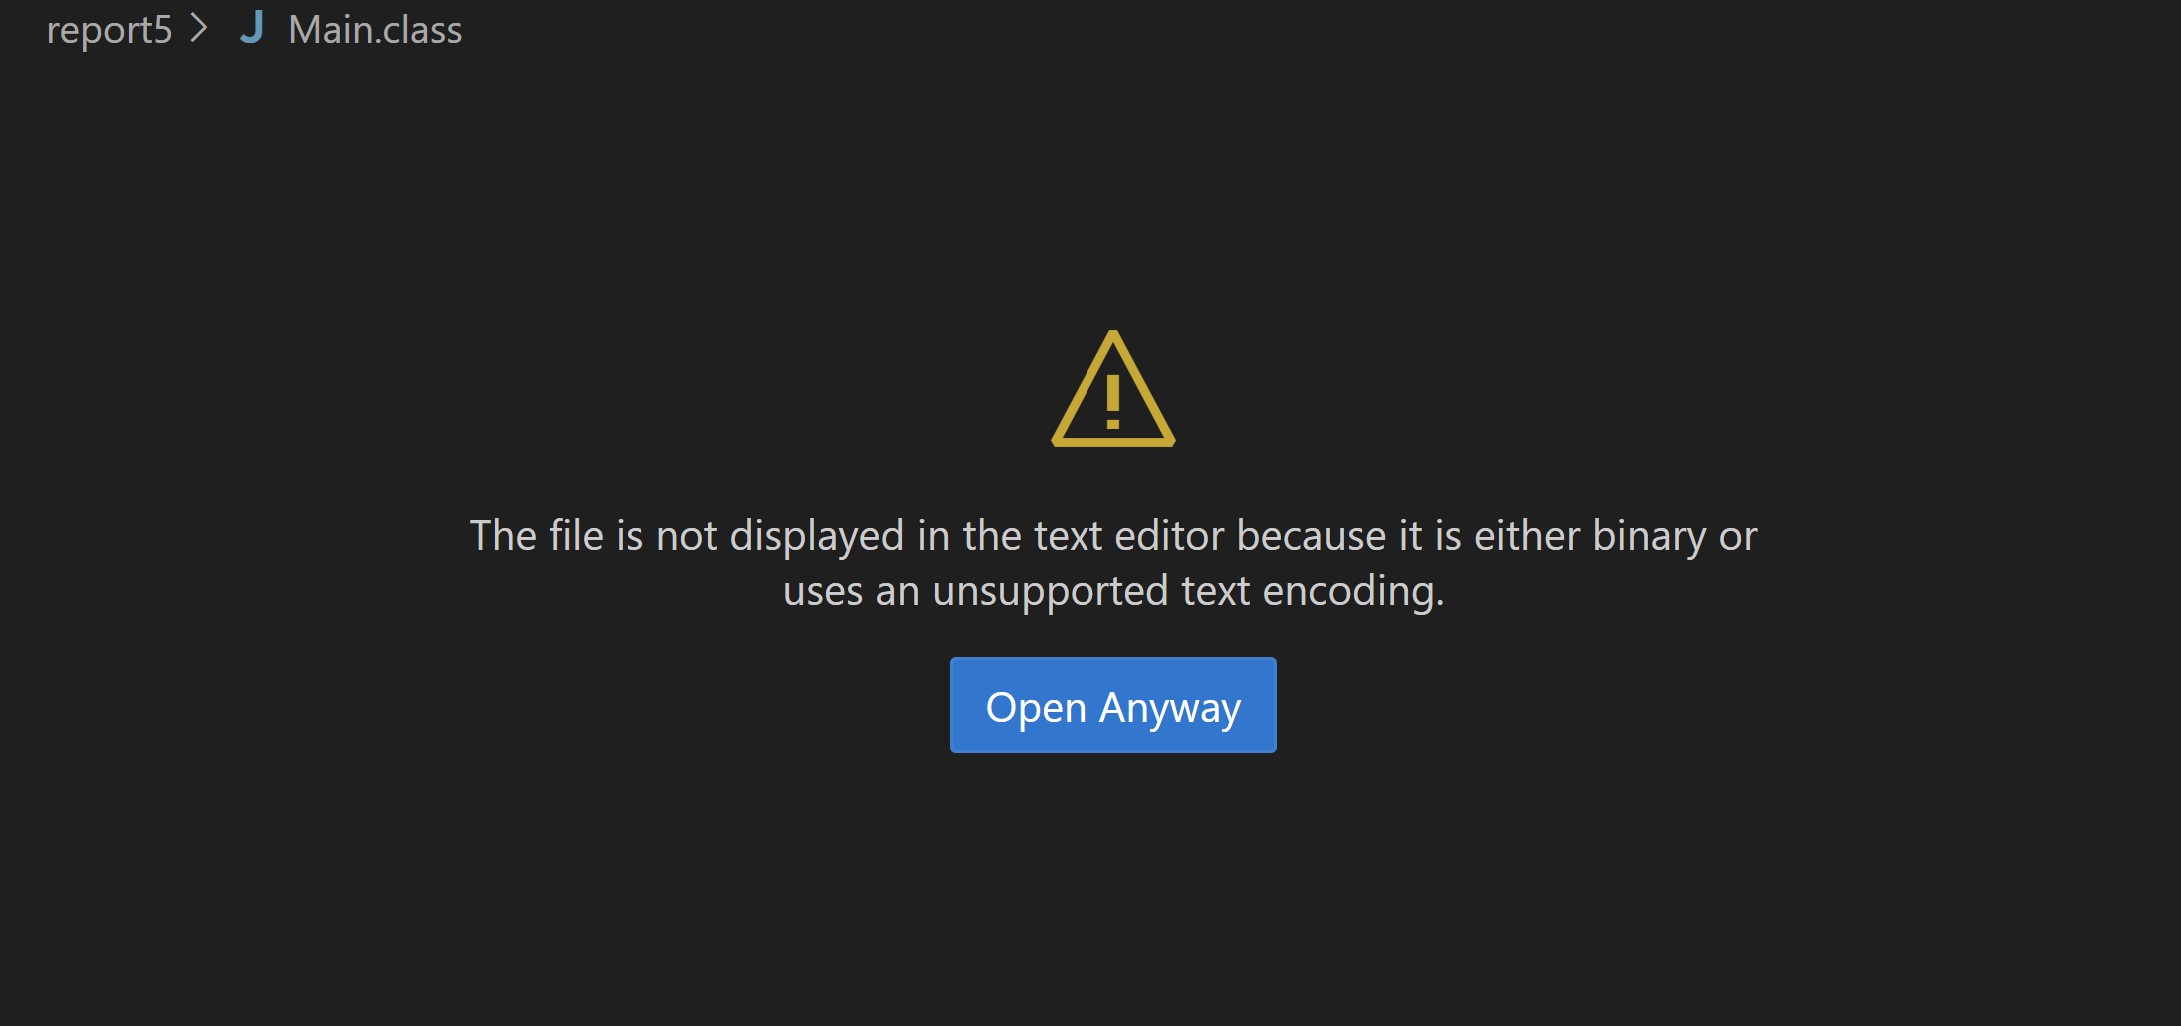 report5 > J Main.class
The file is not displayed in the text editor because it is either binary or
uses an unsupported text encoding.
Open Anyway